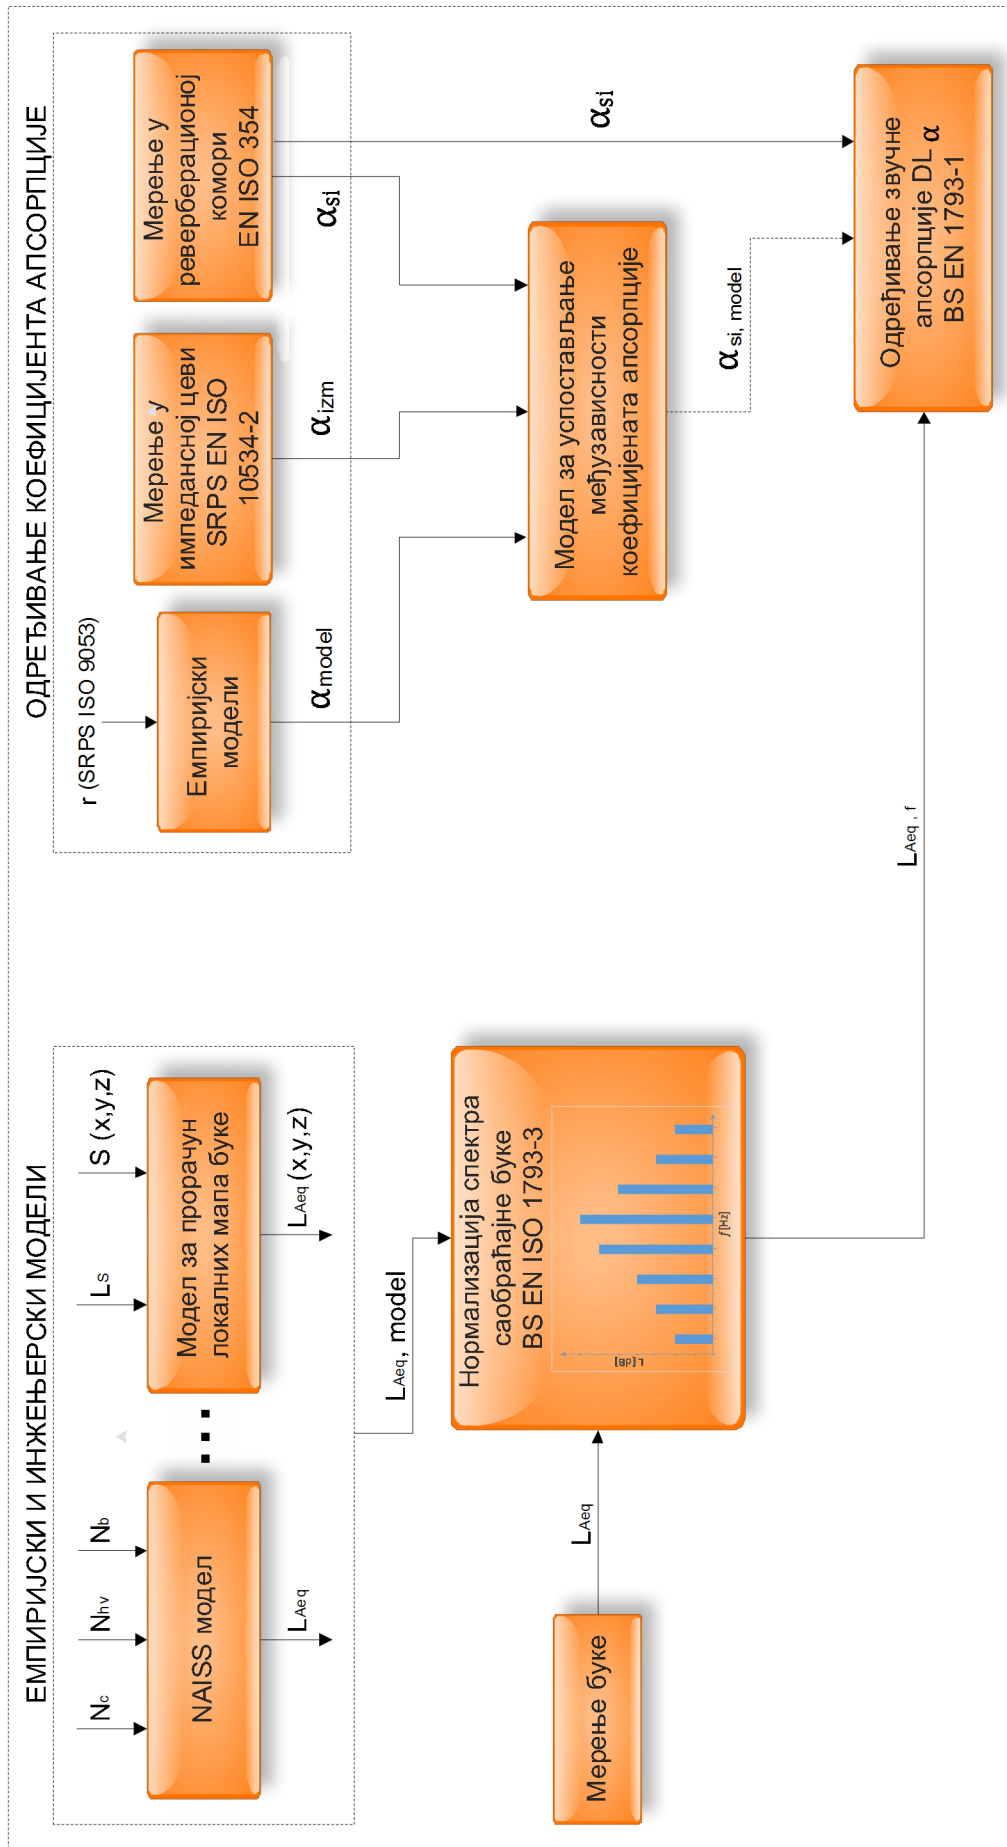 ЕМПИРИЈСКИ И ИНЖЕЊЕРСКИ МОДЕЛИ
Nc
Nhv
Nb
Ls
S (x,y,z)
NAISS модел
...
Модел за прорачун
локалних мапа буке
LAeq
LAeq (x,y,z)
LAeq, model
Мерење буке
LAeq
Нормализација спектра
саобраћајне буке
BS EN ISO 1793-3
L [dB]
f [Hz]
LAeq , f
ОДРЕЂИВАЊЕ КОЕФИЦИЈЕНТА АПСОРПЦИЈЕ
r (SRPS ISO 9053)
Емпиријски
модели
Мерење у
импедансној цеви
SRPS EN ISO
10534-2
Мерење у
реверберационој
комори
EN ISO 354
αmodel
αizm
αsi
αsi
Модел за успостављање
међузависности
коефицијената апсорпције
αsi, model
Одређивање звучне
апсорпције DLα
BS EN 1793-1